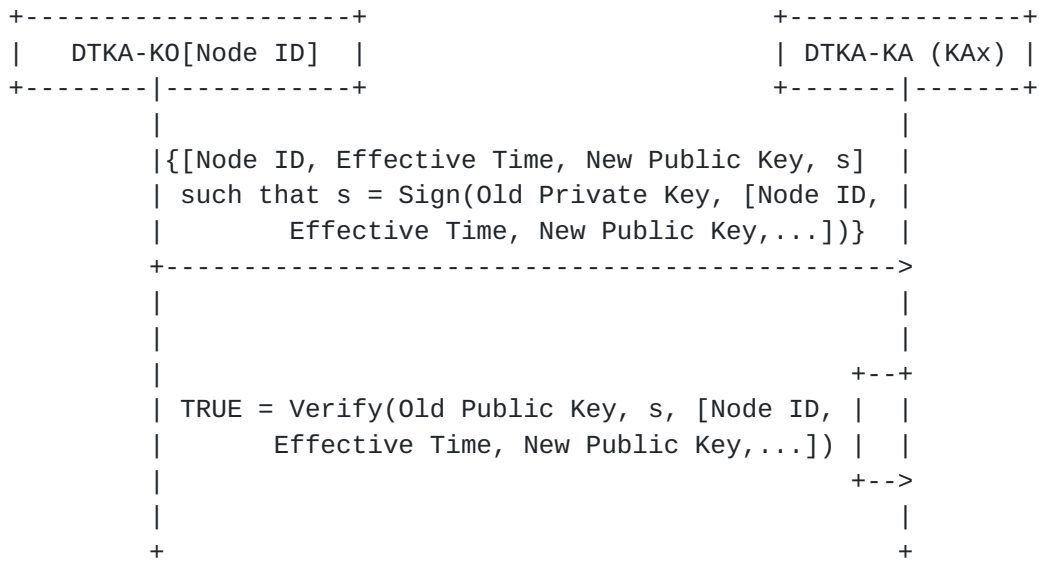 DTKA-KO[Node ID] DTKA-KA (KAx)
{[Node ID, Effective Time, New Public Key, s]
such that s = Sign(Old Private Key, [Node ID,
Effective Time, New Public Key,...])}
TRUE = Verify(Old Public Key, s, [Node ID,
Effective Time, New Public Key,...])